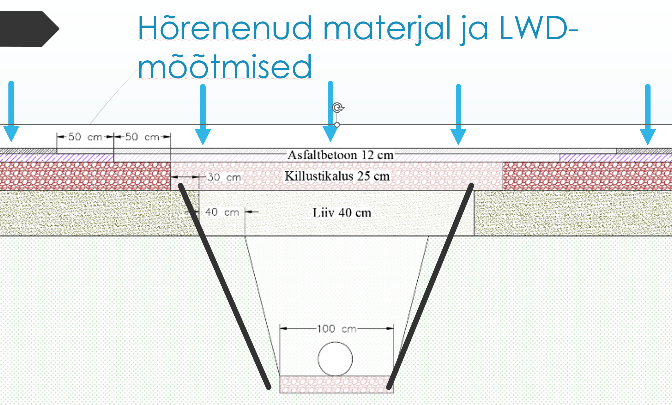 Hõrenenud materjal ja LWD-
mõõtmised
50 cm 50 cm
Asfaltbetoon 12 cm
30 cm Killustikalus 25 cm
40 cm Liiv 40 cm
100 cm